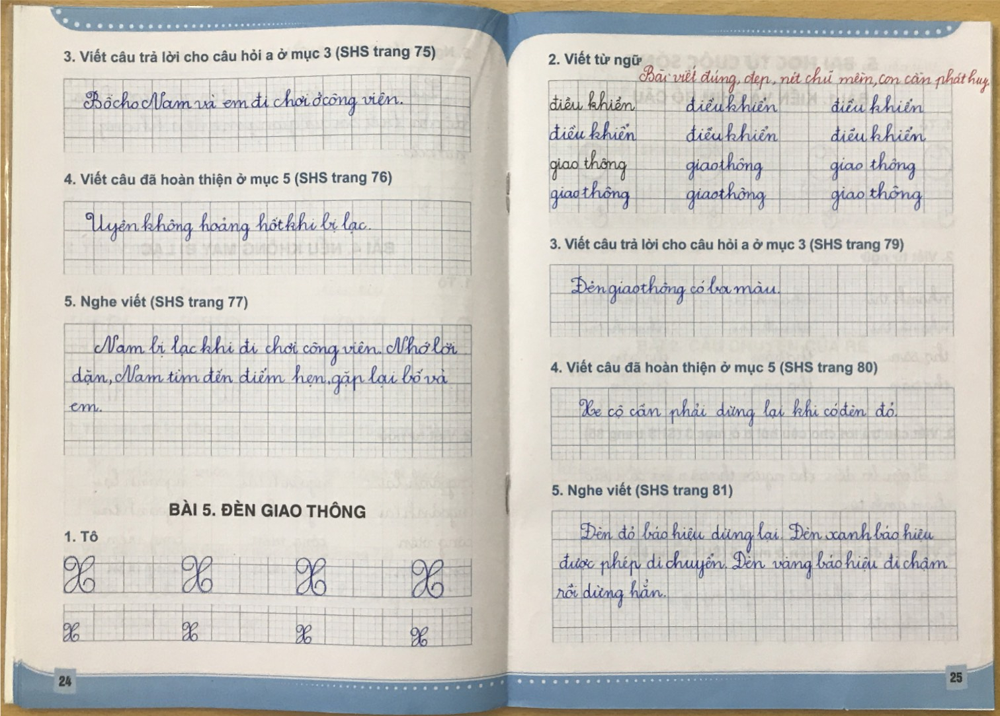 3. Viết câu trả lời cho câu hỏi a ở mục 3 (SHS trang 75)
Bố cho Nam và em đi chơi ở công viên.
4. Viết câu đã hoàn thiện ở mục 5 (SHS trang 76)
Uyên không hoảng hốt khi bị lạc.
5. Nghe viết (SHS trang 77)
Nam bị lạc khi đi chơi công viên. Nhớ lời
dặn, Nam tìm đến điểm hẹn, gặp lại bố và
em.
BÀI 5. ĐÈN GIAO THÔNG
1. Tô
X X X X
X X X X
24
2. Viết từ ngữ
Bài viết đúng, đẹp, nét chữ mềm, con cần phát huy.
điều khiển điều khiển điều khiển
điều khiển điều khiển điều khiển
giao thông giao thông giao thông
giao thông giao thông giao thông
3. Viết câu trả lời cho câu hỏi a ở mục 3 (SHS trang 79)
Đèn giao thông có ba màu.
4. Viết câu đã hoàn thiện ở mục 5 (SHS trang 80)
Xe cộ cần phải dừng lại khi có đèn đỏ.
5. Nghe viết (SHS trang 81)
Đèn đỏ báo hiệu dừng lại. Đèn xanh báo hiệu
được phép di chuyển. Đèn vàng báo hiệu đi chậm
rồi dừng hẳn.
25